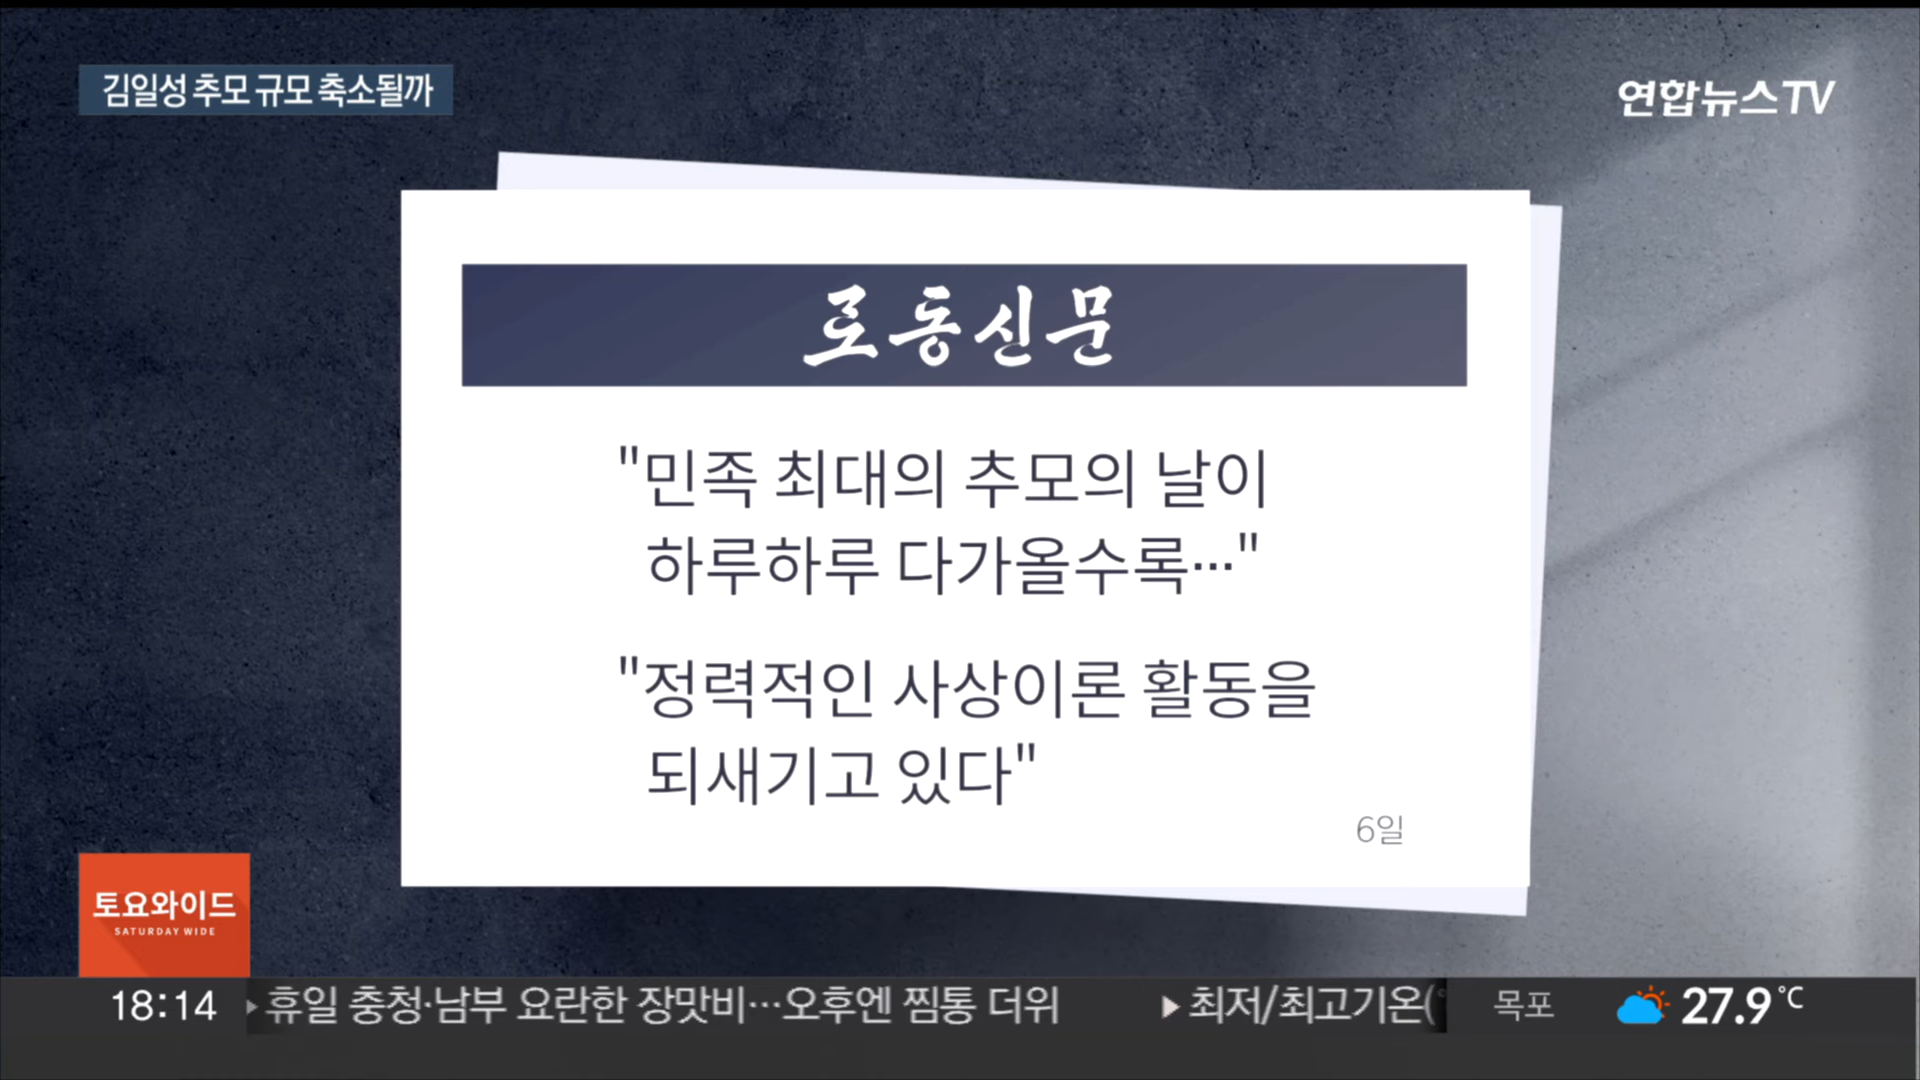 김일성 추모 규모 축소될까
연합뉴스TV
로동신문
"민족 최대의 추모의 날이
하루하루 다가올수록…"
"정력적인 사상이론 활동을
되새기고 있다"
6일
토요와이드
SATURDAY WIDE
18:14 ▶휴일 충청·남부 요란한 장맛비…오후엔 찜통 더위 ▶최저/최고기온( 목포 27.9℃